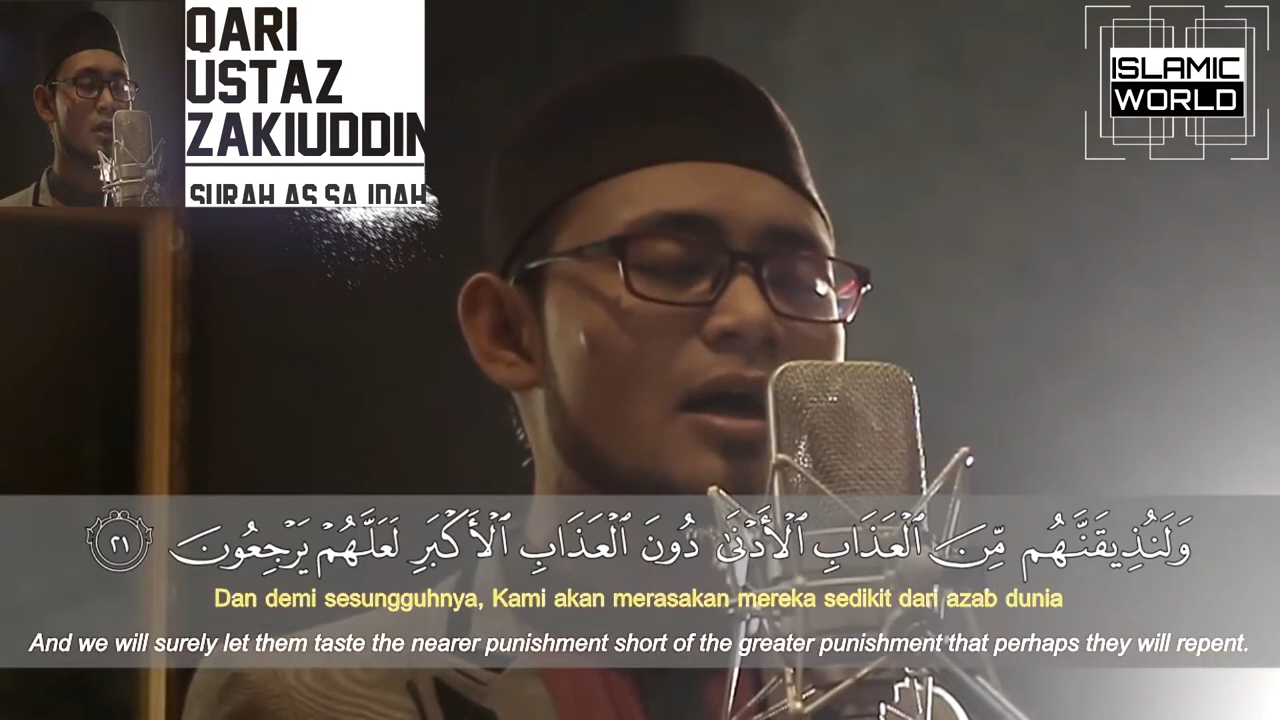 QARI
USTAZ
ZAKIUDDIN
SURAH AS SAJDAH
ISLAMIC
WORLD
وَلَنُذِيقَنَّهُم مِّنَ ٱلْعَذَابِ ٱلْأَدْنَىٰ دُونَ ٱلْعَذَابِ ٱلْأَكْبَرِ لَعَلَّهُمْ يَرْجِعُونَ ٢١
Dan demi sesungguhnya, Kami akan merasakan mereka sedikit dari azab dunia
And we will surely let them taste the nearer punishment short of the greater punishment that perhaps they will repent.